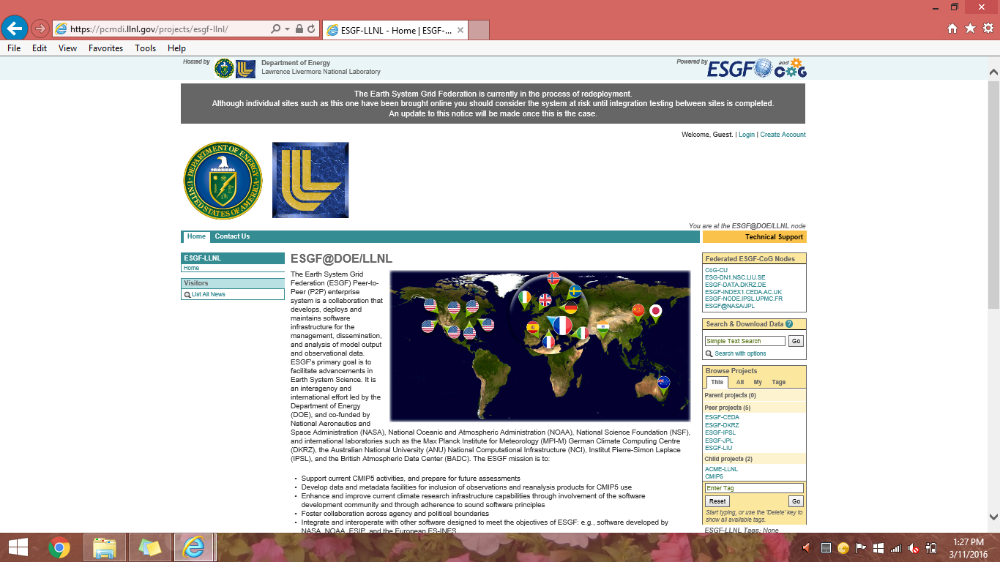 https://pcmdi.llnl.gov/projects/esgf-llnl/
ESGF-LLNL - Home | ESGF-...
File Edit View Favorites Tools Help
Hosted by
Department of Energy
Lawrence Livermore National Laboratory
Powered by
ESGF and COG
The Earth System Grid Federation is currently in the process of redeployment.
Although individual sites such as this one have been brought online you should consider the system at risk until integration testing between sites is completed.
An update to this notice will be made once this is the case.
Welcome, Guest. | Login | Create Account
DEPARTMENT OF ENERGY
UNITED STATES OF AMERICA
You are at the ESGF@DOE/LLNL node
Home Contact Us
Technical Support
ESGF-LLNL
Home
Visitors
List All News
ESGF@DOE/LLNL
The Earth System Grid
Federation (ESGF) Peer-to-
Peer (P2P) enterprise
system is a collaboration that
develops, deploys and
maintains software
infrastructure for the
management, dissemination,
and analysis of model output
and observational data.
ESGF's primary goal is to
facilitate advancements in
Earth System Science. It is
an interagency and
international effort led by the
Department of Energy
(DOE), and co-funded by
National Aeronautics and
Space Administration (NASA), National Oceanic and Atmospheric Administration (NOAA), National Science Foundation (NSF),
and international laboratories such as the Max Planck Institute for Meteorology (MPI-M) German Climate Computing Centre
(DKRZ), the Australian National University (ANU) National Computational Infrastructure (NCI), Institut Pierre-Simon Laplace
(IPSL), and the British Atmospheric Data Center (BADC). The ESGF mission is to:
• Support current CMIP5 activities, and prepare for future assessments
• Develop data and metadata facilities for inclusion of observations and reanalysis products for CMIP5 use
• Enhance and improve current climate research infrastructure capabilities through involvement of the software
development community and through adherence to sound software principles
• Foster collaboration across agency and political boundaries
• Integrate and interoperate with other software designed to meet the objectives of ESGF: e.g., software developed by
NASA, NOAA, ESIP, and the European ES-INES
Federated ESGF-CoG Nodes
CoG-CU
ESG-DN1.NSC.LIU.SE
ESGF-DATA.DKRZ.DE
ESGF-INDEX1.CEDA.AC.UK
ESGF-NODE.IPSL.UPMC.FR
ESGF@NASA/JPL
Search & Download Data ?
Simple Text Search Go
Search with options
Browse Projects
This All My Tags
Parent projects (0)
Peer projects (5)
ESGF-CEDA
ESGF-DKRZ
ESGF-IPSL
ESGF-JPL
ESGF-LIU
Child projects (2)
ACME-LLNL
CMIP5
Enter Tag
Reset Go
Start typing, or use the 'Delete' key to
show all available tags.
ESGF-LLNL Tags: None
1:27 PM
3/11/2016